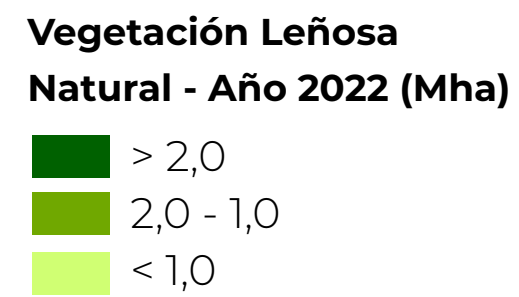 Vegetación Leñosa
Natural - Año 2022 (Mha)
> 2,0
2,0 - 1,0
< 1,0